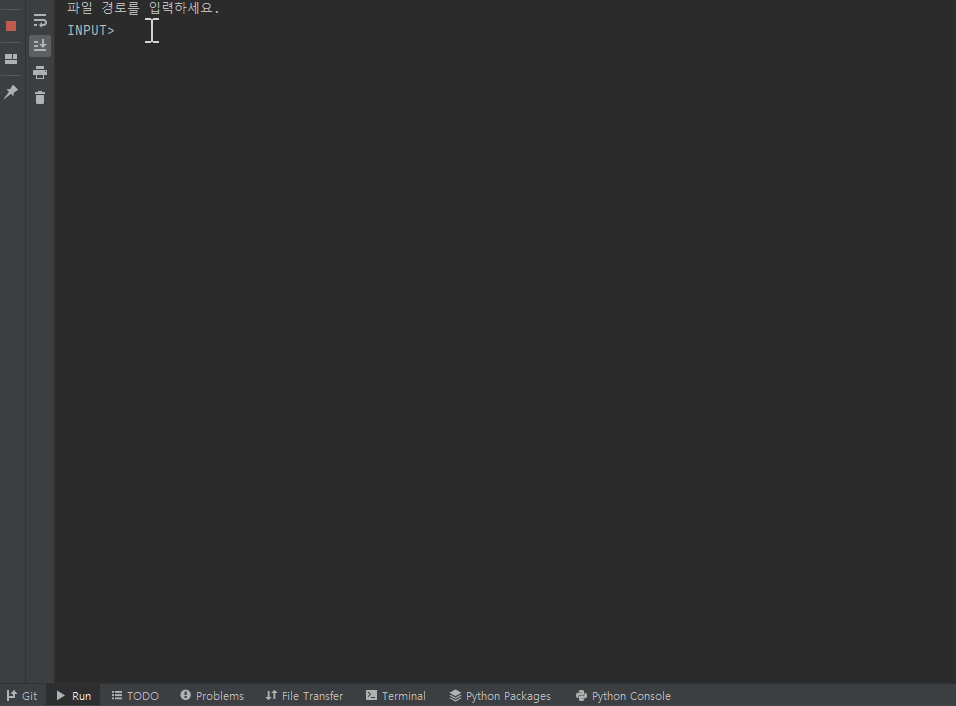 파일 경로를 입력하세요.
INPUT>
Git Run TODO Problems File Transfer Terminal Python Packages Python Console